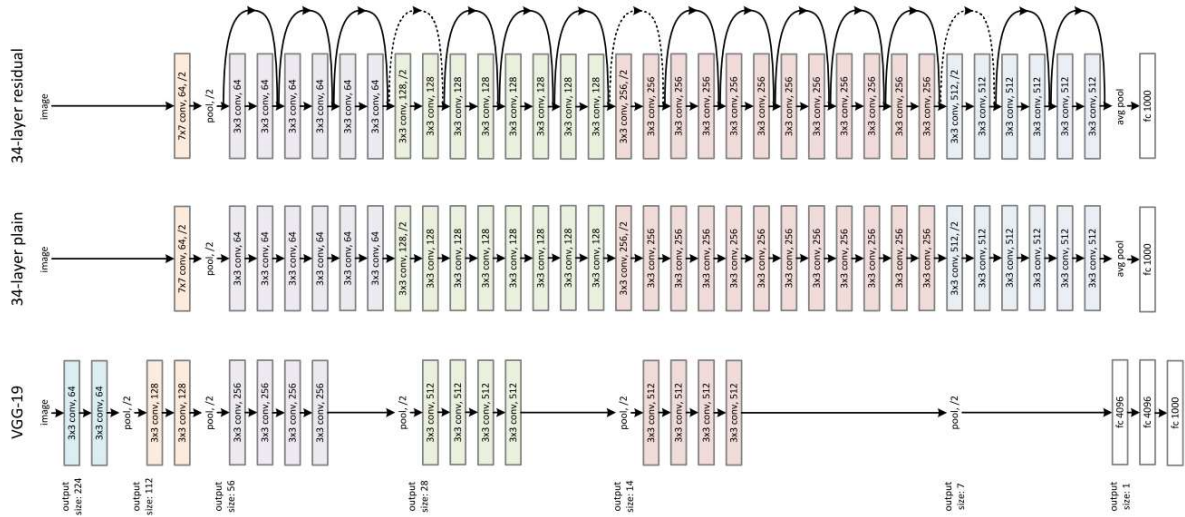 34-layer residual
image
7x7 conv, 64, /2
pool, /2
3x3 conv, 64
3x3 conv, 64
3x3 conv, 64
3x3 conv, 64
3x3 conv, 64
3x3 conv, 64
3x3 conv, 128, /2
3x3 conv, 128
3x3 conv, 128
3x3 conv, 128
3x3 conv, 128
3x3 conv, 128
3x3 conv, 128
3x3 conv, 128
3x3 conv, 256, /2
3x3 conv, 256
3x3 conv, 256
3x3 conv, 256
3x3 conv, 256
3x3 conv, 256
3x3 conv, 256
3x3 conv, 256
3x3 conv, 256
3x3 conv, 256
3x3 conv, 256
3x3 conv, 256
3x3 conv, 512, /2
3x3 conv, 512
3x3 conv, 512
3x3 conv, 512
3x3 conv, 512
3x3 conv, 512
avg pool
fc 1000
34-layer plain
image
7x7 conv, 64, /2
pool, /2
3x3 conv, 64
3x3 conv, 64
3x3 conv, 64
3x3 conv, 64
3x3 conv, 64
3x3 conv, 64
3x3 conv, 128, /2
3x3 conv, 128
3x3 conv, 128
3x3 conv, 128
3x3 conv, 128
3x3 conv, 128
3x3 conv, 128
3x3 conv, 128
3x3 conv, 256, /2
3x3 conv, 256
3x3 conv, 256
3x3 conv, 256
3x3 conv, 256
3x3 conv, 256
3x3 conv, 256
3x3 conv, 256
3x3 conv, 256
3x3 conv, 256
3x3 conv, 256
3x3 conv, 256
3x3 conv, 512, /2
3x3 conv, 512
3x3 conv, 512
3x3 conv, 512
3x3 conv, 512
3x3 conv, 512
avg pool
fc 1000
VGG-19
image
3x3 conv, 64
3x3 conv, 64
pool, /2
3x3 conv, 128
3x3 conv, 128
pool, /2
3x3 conv, 256
3x3 conv, 256
3x3 conv, 256
3x3 conv, 256
pool, /2
3x3 conv, 512
3x3 conv, 512
3x3 conv, 512
3x3 conv, 512
pool, /2
3x3 conv, 512
3x3 conv, 512
3x3 conv, 512
3x3 conv, 512
pool, /2
fc 4096
fc 4096
fc 1000
output
size: 224
output
size: 112
output
size: 56
output
size: 28
output
size: 14
output
size: 7
output
size: 1